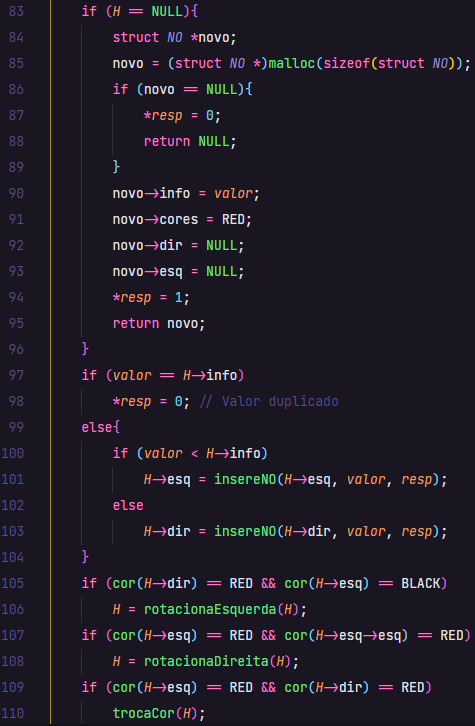 83 if (H == NULL){
84 struct NO *novo;
85 novo = (struct NO *)malloc(sizeof(struct NO));
86 if (novo == NULL){
87 *resp = 0;
88 return NULL;
89 }
90 novo->info = valor;
91 novo->cores = RED;
92 novo->dir = NULL;
93 novo->esq = NULL;
94 *resp = 1;
95 return novo;
96 }
97 if (valor == H->info)
98 *resp = 0; // Valor duplicado
99 else{
100 if (valor < H->info)
101 H->esq = insereNO(H->esq, valor, resp);
102 else
103 H->dir = insereNO(H->dir, valor, resp);
104 }
105 if (cor(H->dir) == RED && cor(H->esq) == BLACK)
106 H = rotacionaEsquerda(H);
107 if (cor(H->esq) == RED && cor(H->esq->esq) == RED)
108 H = rotacionaDireita(H);
109 if (cor(H->esq) == RED && cor(H->dir) == RED)
110 trocaCor(H);